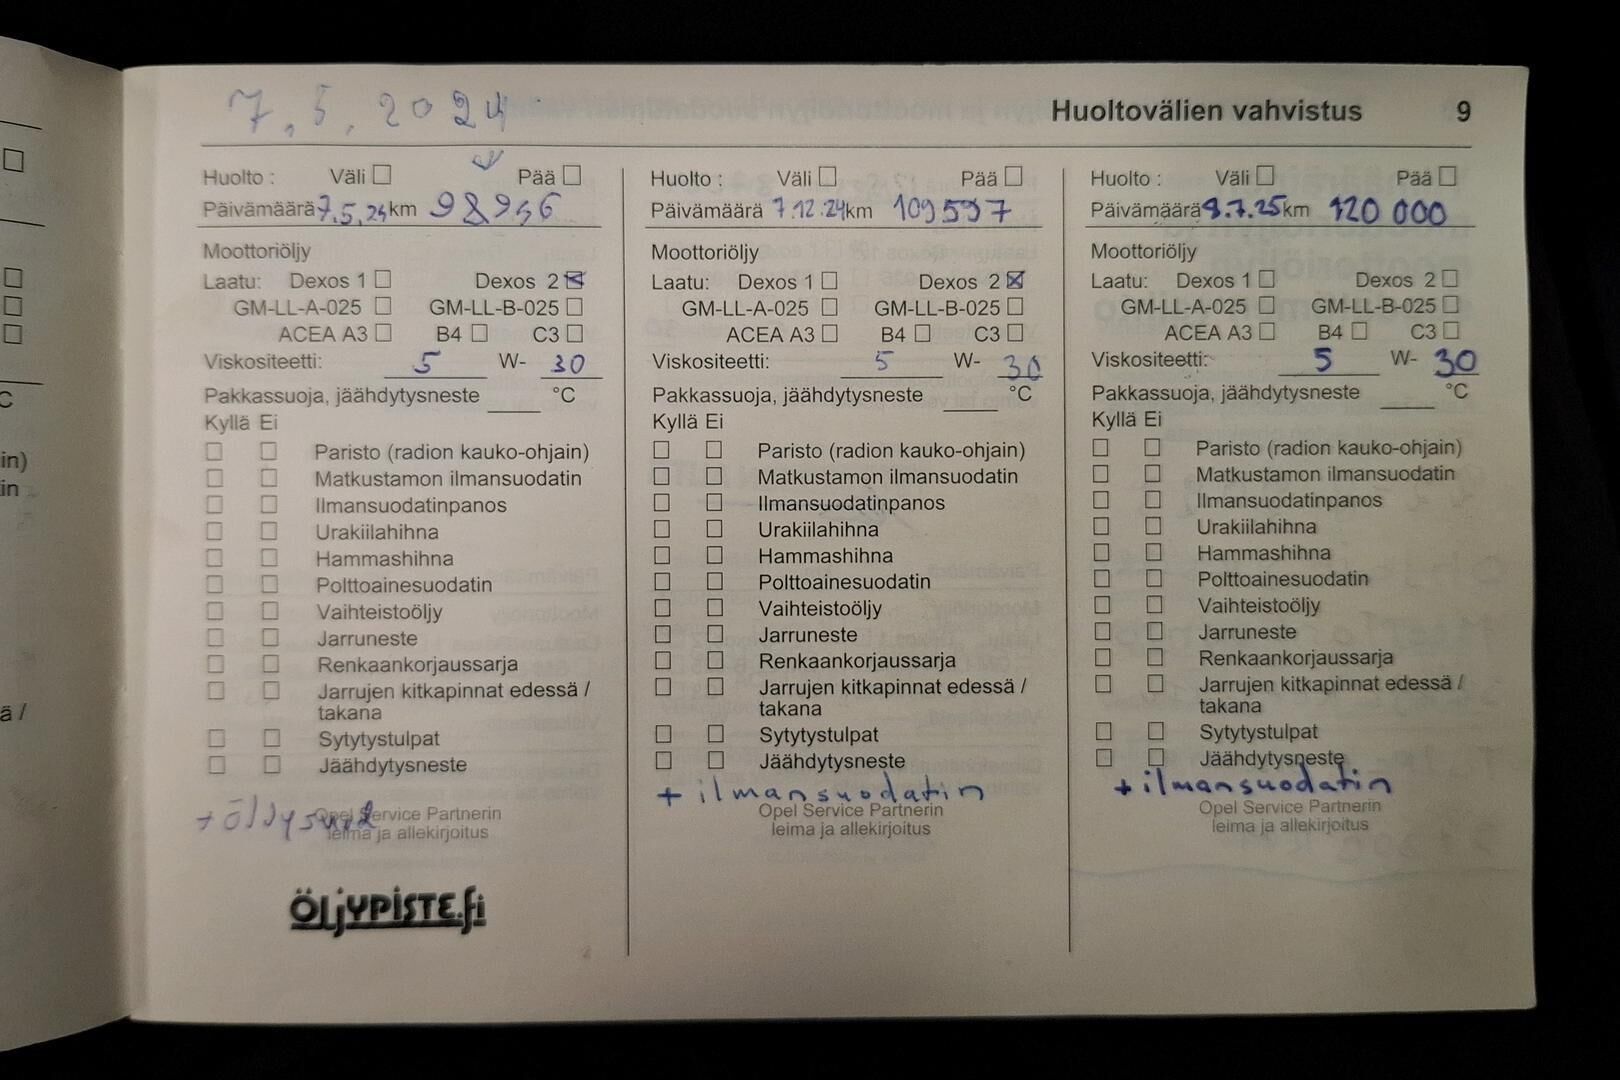 7.5.2024
Huoltovälien vahvistus 9
Huolto : Väli Pää
Päivämäärä 7.5.24 km 98956
Moottoriöljy
Laatu: Dexos 1 Dexos 2
GM-LL-A-025 GM-LL-B-025
ACEA A3 B4 C3
Viskositeetti: 5 W- 30
Pakkassuoja, jäähdytysneste °C
Kyllä Ei
Paristo (radion kauko-ohjain)
Matkustamon ilmansuodatin
Ilmansuodatinpanos
Urakiilahihna
Hammashihna
Polttoainesuodatin
Vaihteistoöljy
Jarruneste
Renkaankorjaussarja
Jarrujen kitkapinnat edessä /
takana
Sytytystulpat
Jäähdytysneste
Opel Service Partnerin
leima ja allekirjoitus
ÖLJYPISTE.fi
Huolto : Väli Pää
Päivämäärä 7.12.24 km 109597
Moottoriöljy
Laatu: Dexos 1 Dexos 2
GM-LL-A-025 GM-LL-B-025
ACEA A3 B4 C3
Viskositeetti: 5 W- 30
Pakkassuoja, jäähdytysneste °C
Kyllä Ei
Paristo (radion kauko-ohjain)
Matkustamon ilmansuodatin
Ilmansuodatinpanos
Urakiilahihna
Hammashihna
Polttoainesuodatin
Vaihteistoöljy
Jarruneste
Renkaankorjaussarja
Jarrujen kitkapinnat edessä /
takana
Sytytystulpat
Jäähdytysneste
+ ilmansuodatin
Opel Service Partnerin
leima ja allekirjoitus
Huolto : Väli Pää
Päivämäärä 8.7.25 km 120 000
Moottoriöljy
Laatu: Dexos 1 Dexos 2
GM-LL-A-025 GM-LL-B-025
ACEA A3 B4 C3
Viskositeetti: 5 W- 30
Pakkassuoja, jäähdytysneste °C
Kyllä Ei
Paristo (radion kauko-ohjain)
Matkustamon ilmansuodatin
Ilmansuodatinpanos
Urakiilahihna
Hammashihna
Polttoainesuodatin
Vaihteistoöljy
Jarruneste
Renkaankorjaussarja
Jarrujen kitkapinnat edessä /
takana
Sytytystulpat
Jäähdytysneste
+ ilmansuodatin
Opel Service Partnerin
leima ja allekirjoitus